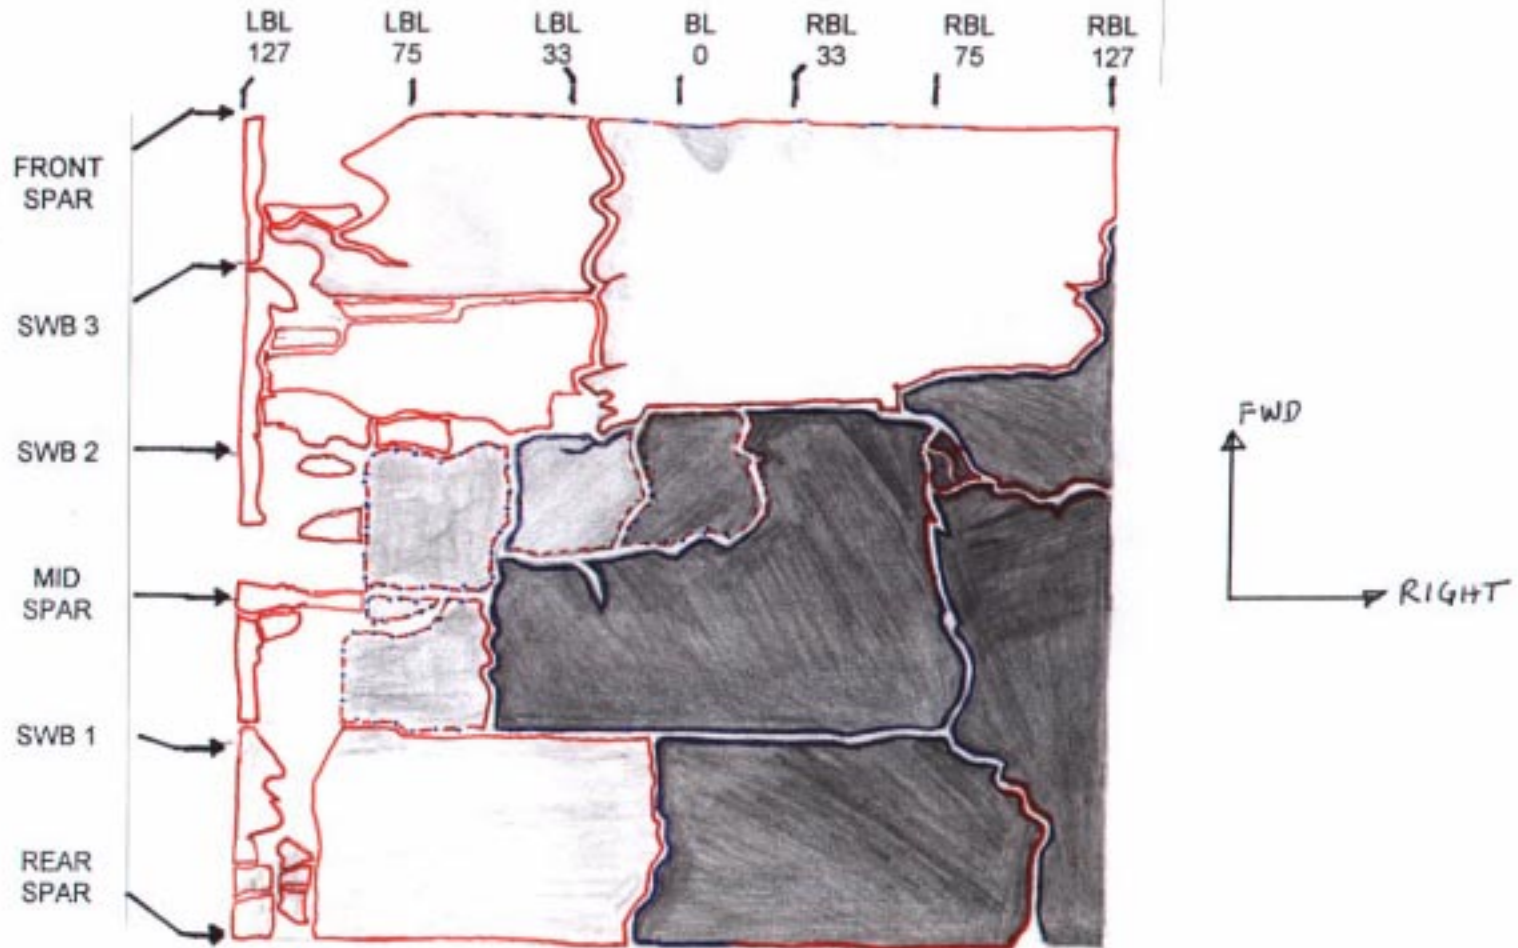 LBL LBL LBL BL RBL RBL RBL
127 75 33 0 33 75 127
FRONT
SPAR
SWB 3
SWB 2
MID
SPAR
SWB 1
REAR
SPAR
FWD
RIGHT